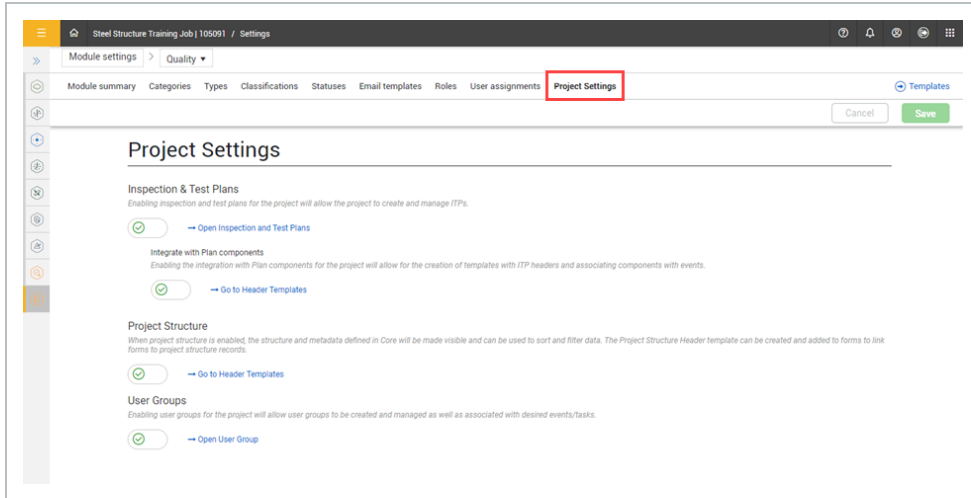 Steel Structure Training Job | 105091 / Settings
Module settings > Quality ▾
Module summary Categories Types Classifications Statuses Email templates Roles User assignments Project Settings Templates
Cancel Save
Project Settings
Inspection & Test Plans
Enabling inspection and test plans for the project will allow the project to create and manage ITPs.
→ Open Inspection and Test Plans
Integrate with Plan components
Enabling the integration with Plan components for the project will allow for the creation of templates with ITP headers and associating components with events.
→ Go to Header Templates
Project Structure
When project structure is enabled, the structure and metadata defined in Core will be made visible and can be used to sort and filter data. The Project Structure Header template can be created and added to forms to link
forms to project structure records.
→ Go to Header Templates
User Groups
Enabling user groups for the project will allow user groups to be created and managed as well as associated with desired events/tasks.
→ Open User Group